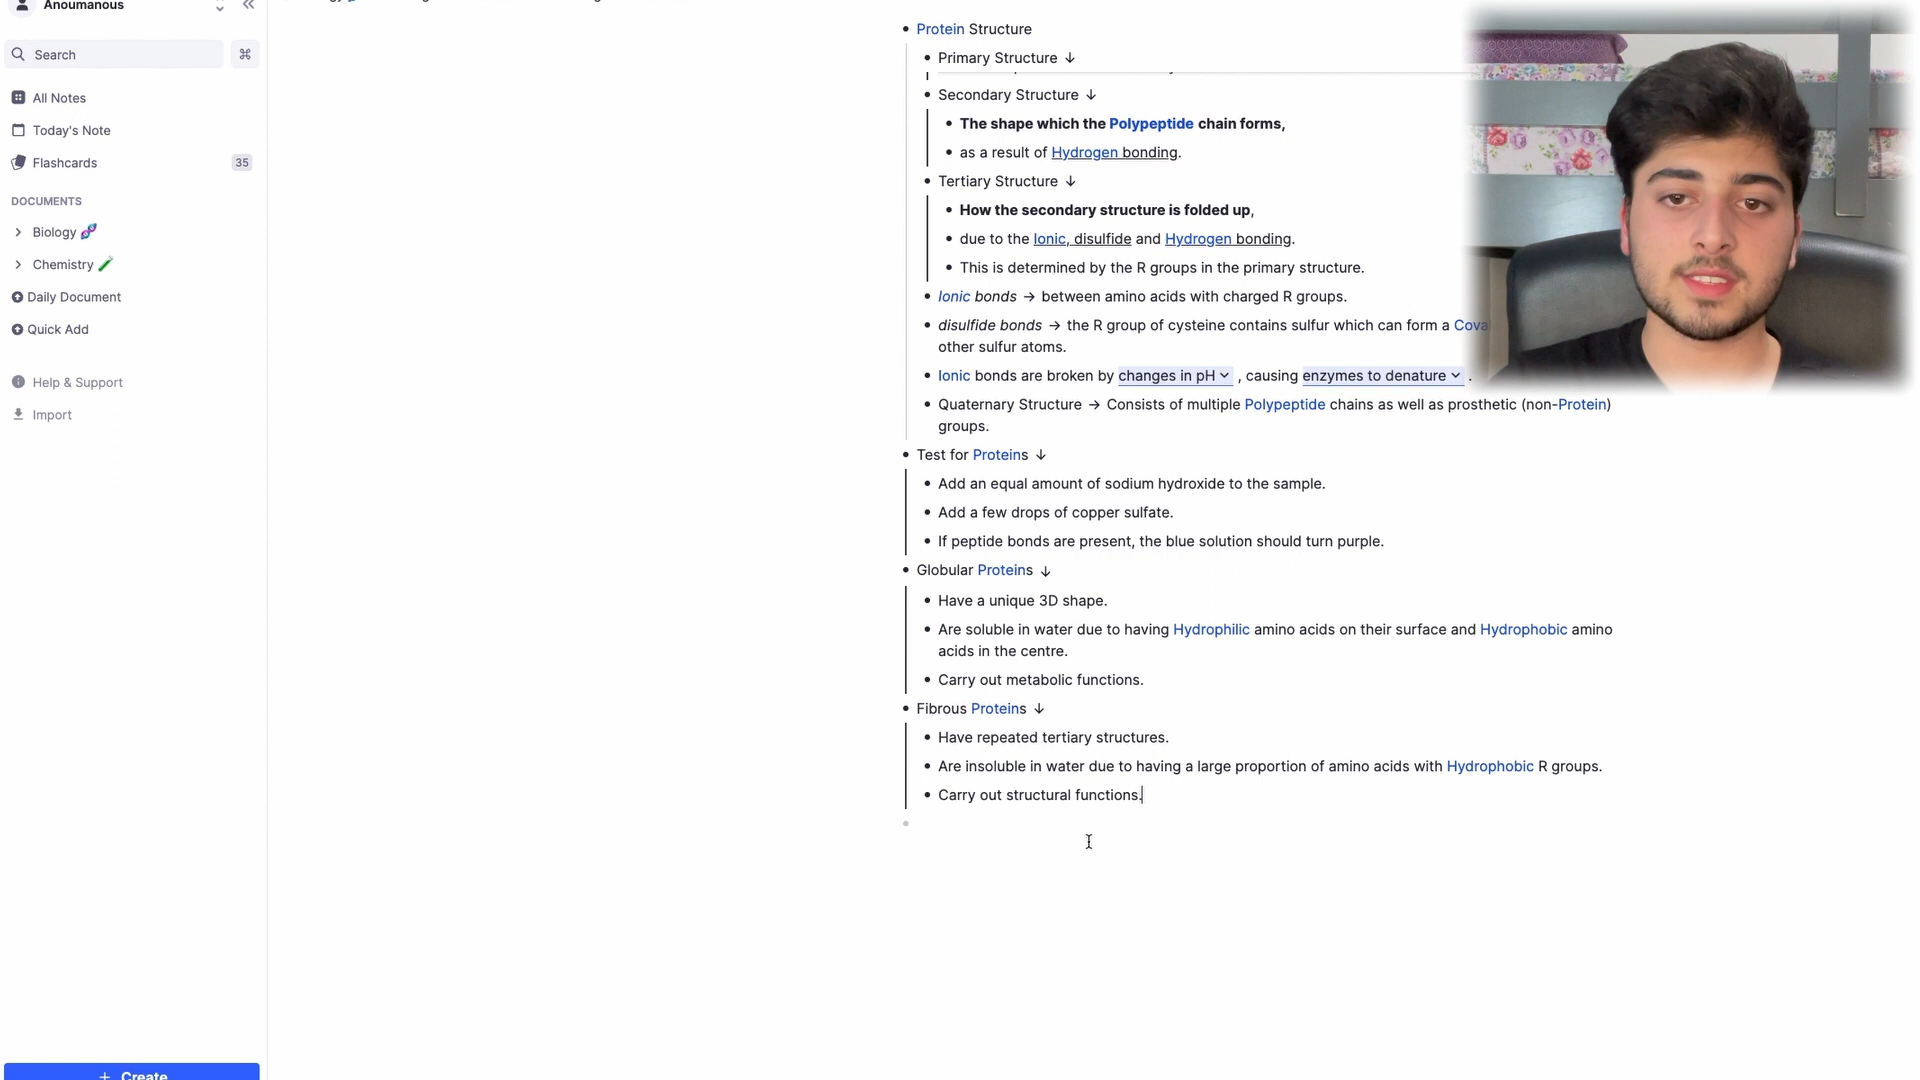 Anoumanous
Search
⌘
All Notes
Today's Note
Flashcards 35
DOCUMENTS
Biology 🧬
Chemistry 🧪
Daily Document
Quick Add
Help & Support
Import
+ Create
• Protein Structure
• Primary Structure ↓
• Secondary Structure ↓
• The shape which the Polypeptide chain forms,
• as a result of Hydrogen bonding.
• Tertiary Structure ↓
• How the secondary structure is folded up,
• due to the Ionic, disulfide and Hydrogen bonding.
• This is determined by the R groups in the primary structure.
• Ionic bonds → between amino acids with charged R groups.
• disulfide bonds → the R group of cysteine contains sulfur which can form a
other sulfur atoms.
• Ionic bonds are broken by changes in pH , causing enzymes to denature .
• Quaternary Structure → Consists of multiple Polypeptide chains as well as prosthetic (non-Protein)
groups.
• Test for Proteins ↓
• Add an equal amount of sodium hydroxide to the sample.
• Add a few drops of copper sulfate.
• If peptide bonds are present, the blue solution should turn purple.
• Globular Proteins ↓
• Have a unique 3D shape.
• Are soluble in water due to having Hydrophilic amino acids on their surface and Hydrophobic amino
acids in the centre.
• Carry out metabolic functions.
• Fibrous Proteins ↓
• Have repeated tertiary structures.
• Are insoluble in water due to having a large proportion of amino acids with Hydrophobic R groups.
• Carry out structural functions.